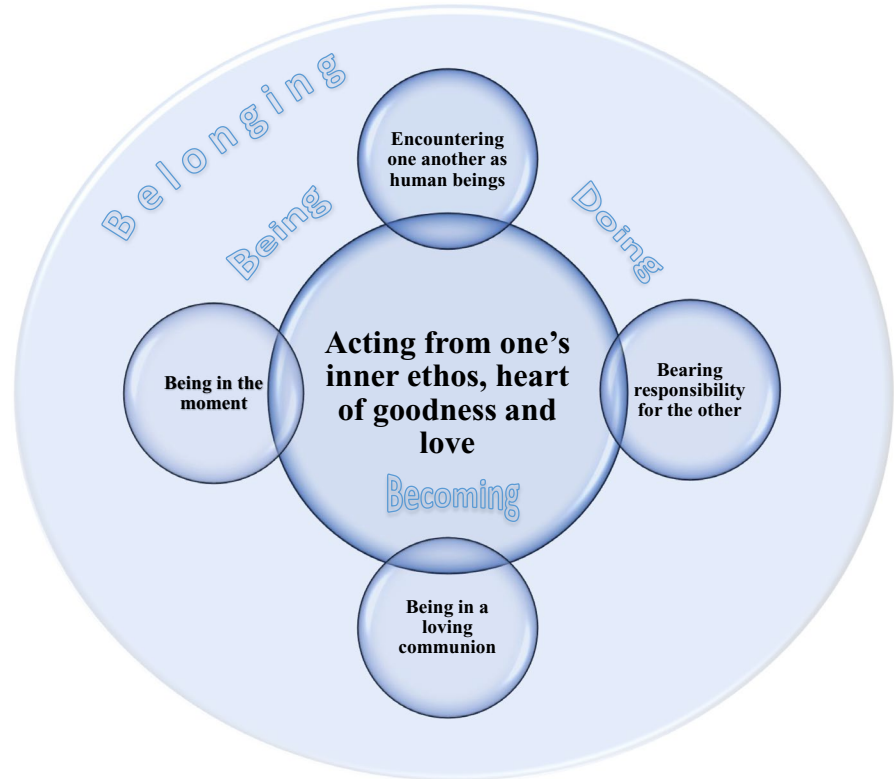 Belonging
Encountering
one another as
human beings
Being
Doing
Being in the
moment
Acting from one’s
inner ethos, heart
of goodness and
love
Bearing
responsibility
for the other
Becoming
Being in a
loving
communion